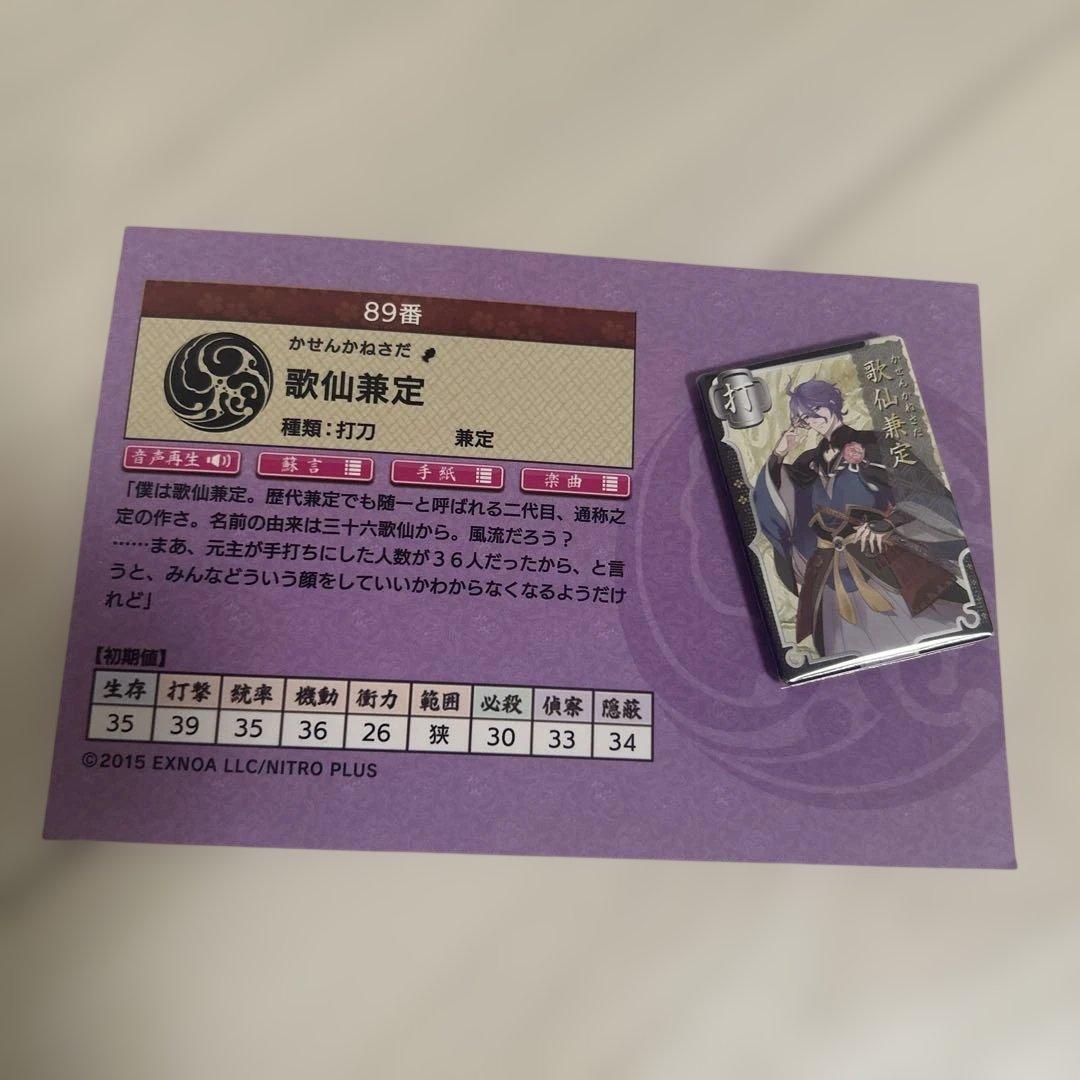 89番
かせんかねさだ
歌仙兼定
種類：打刀 兼定
音声再生
蘇言
手紙
楽曲
「僕は歌仙兼定。歴代兼定でも随一と呼ばれる二代目、通称之
定の作さ。名前の由来は三十六歌仙から。風流だろう？
……まあ、元主が手打ちにした人数が３６人だったから、と言
うと、みんなどういう顔をしていいかわからなくなるようだけ
れど」
【初期値】
生存 打撃 統率 機動 衝力 範囲 必殺 偵察 隠蔽
35 39 35 36 26 狭 30 33 34
©2015 EXNOA LLC/NITRO PLUS
打
かせんかねさだ
歌仙兼定